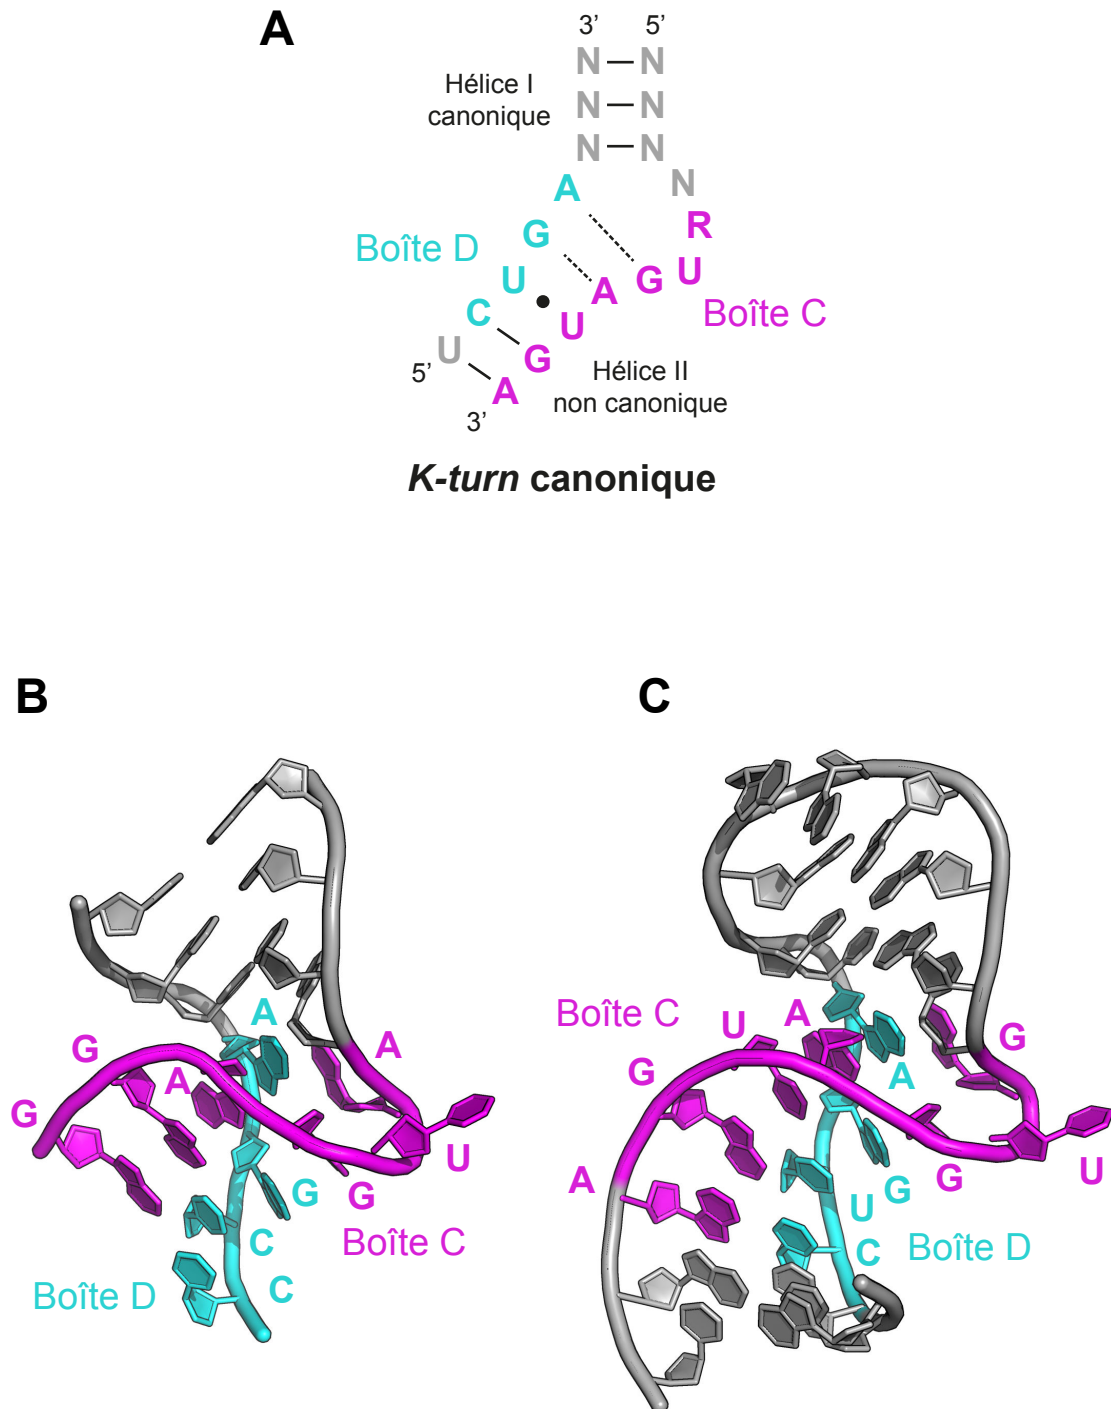 A
3’ 5’
N N
Hélice I
canonique
N N
N N
A N
G R
Boîte D
U A G U
C U Boîte C
U G
5’
A
Hélice II
non canonique
3’
K-turn canonique
B
C
A
G A
A
G
U
G
G
C
Boîte C
Boîte D
C
Boîte C
U A G
G
A
A
G U
U G
C
Boîte D